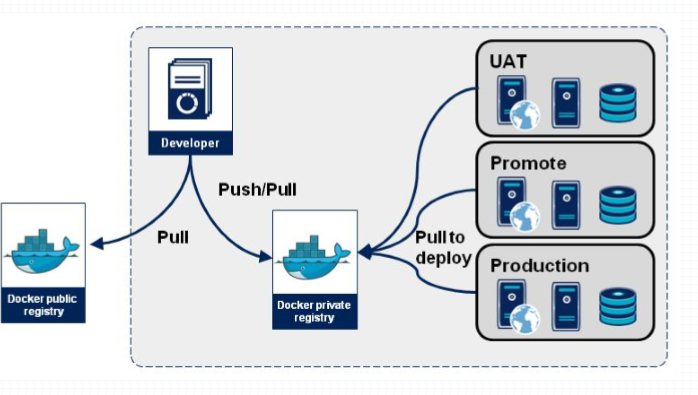 UAT
Developer
Promote
Push/Pull
Pull
Pull to
deploy
Production
Docker public
registry
Docker private
registry